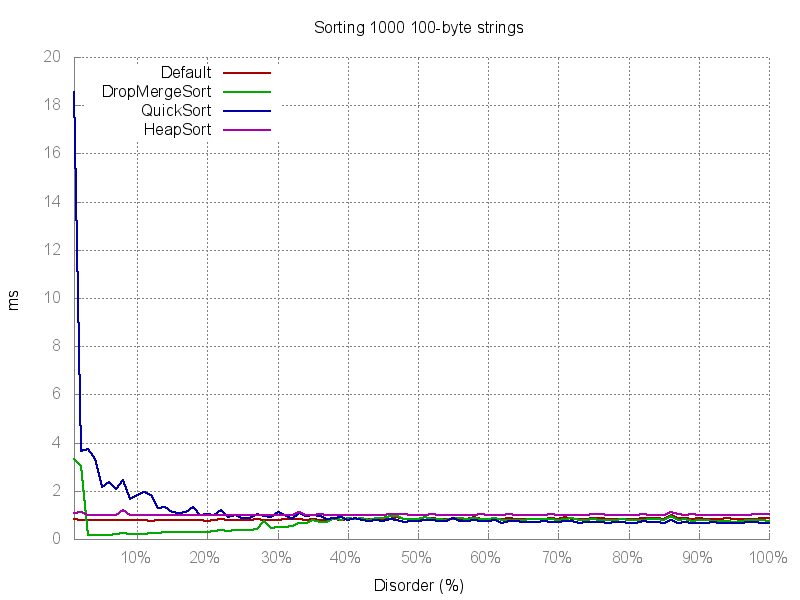 Sorting 1000 100-byte strings
20
18
16
14
12
10
8
6
4
2
0
ms
Default
DropMergeSort
QuickSort
HeapSort
10% 20% 30% 40% 50% 60% 70% 80% 90% 100%
Disorder (%)